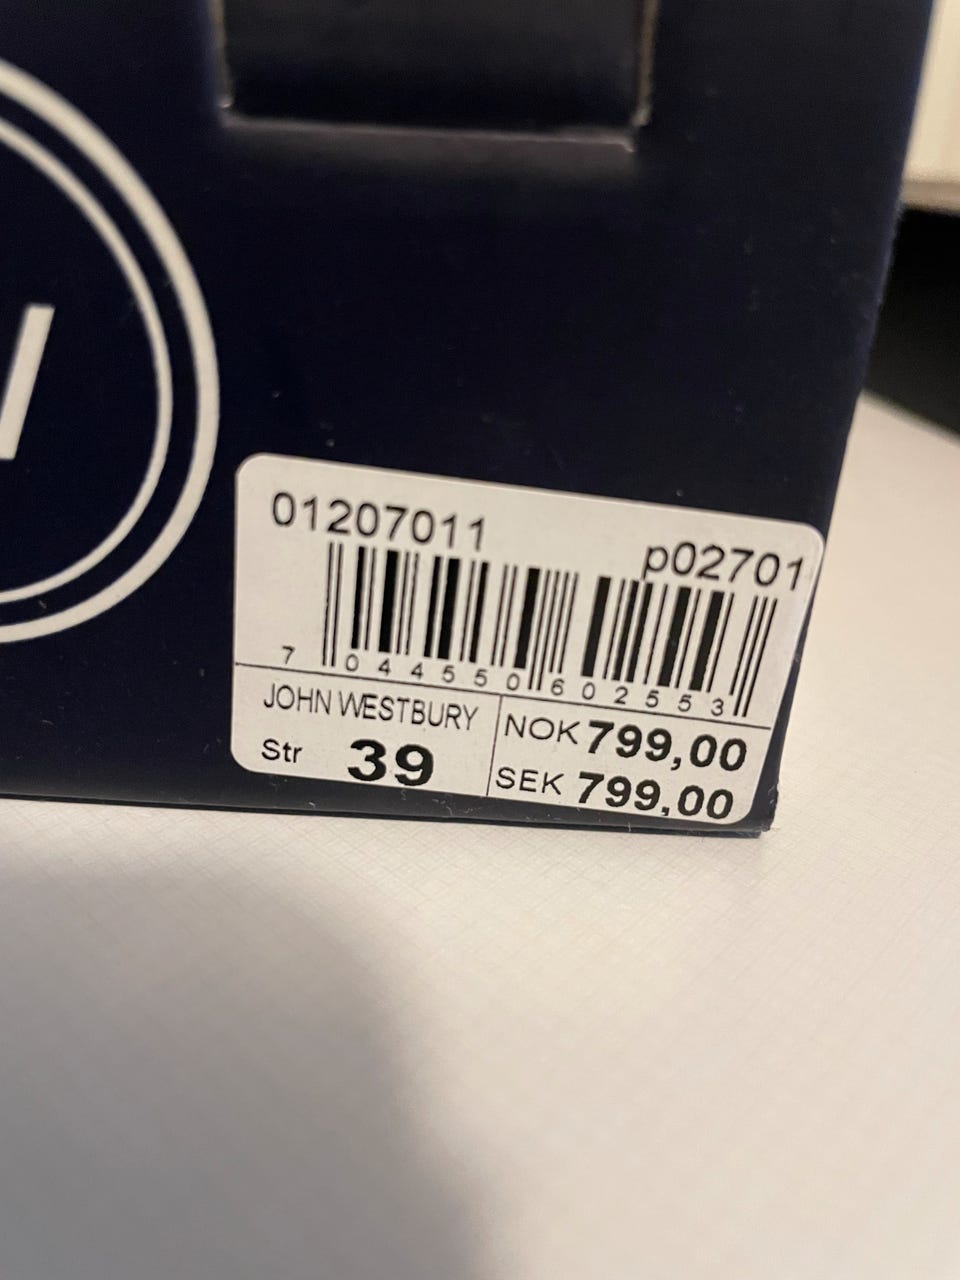 01207011
p02701
7 044550 602553
JOHN WESTBURY
Str 39
NOK 799,00
SEK 799,00